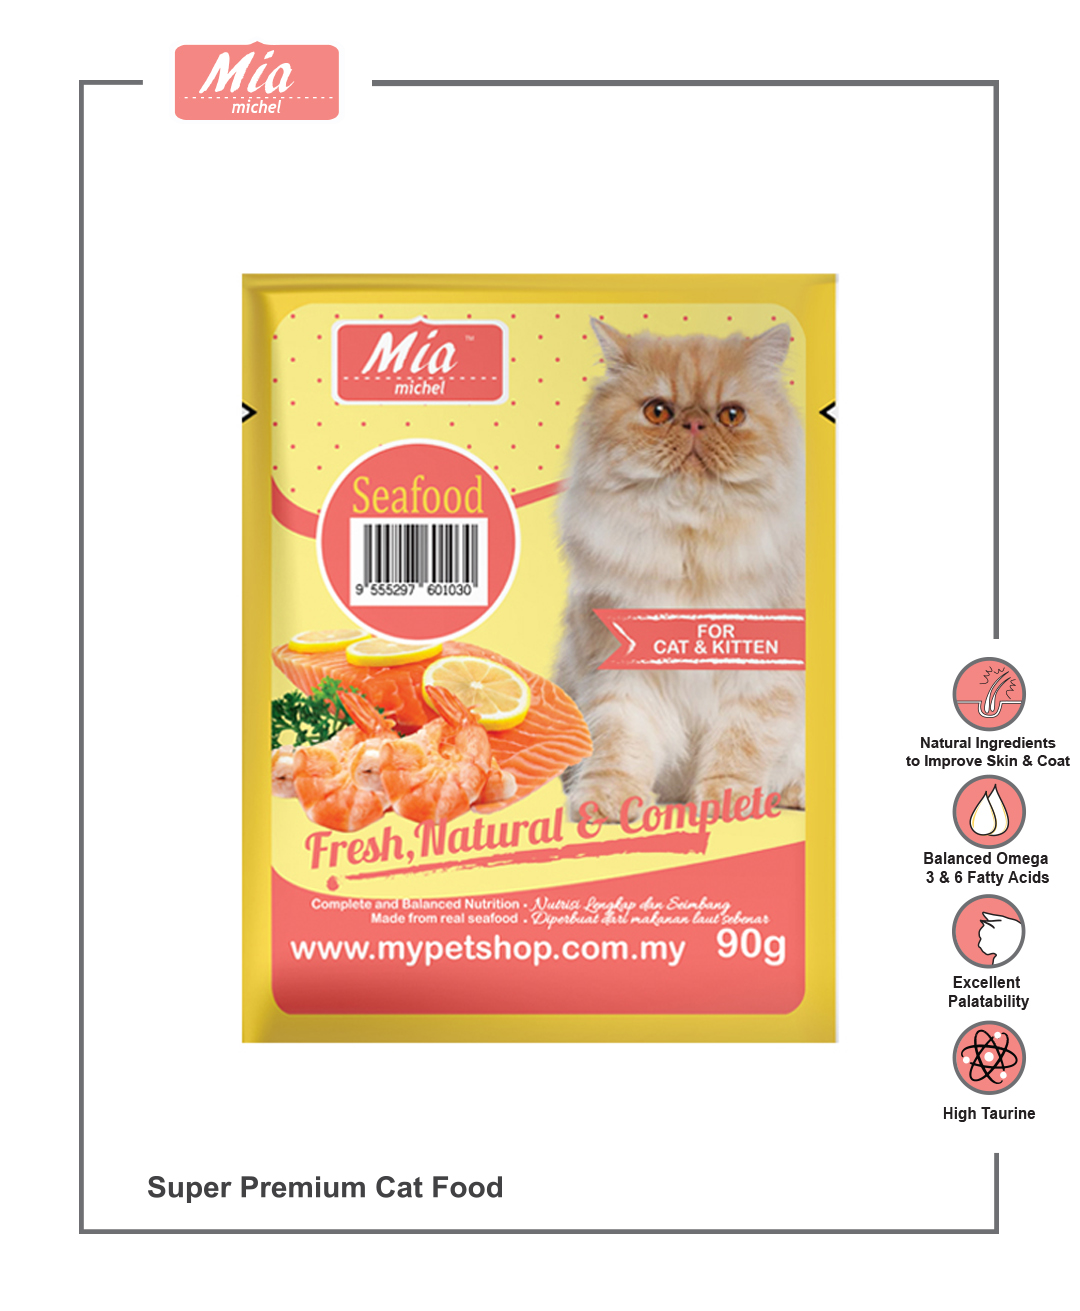 Mia
michel
Mia™
michel
Seafood
9 555297 601030
FOR
CAT & KITTEN
Fresh, Natural & Complete
Complete and Balanced Nutrition • Nutrisi Lengkap dan Seimbang
Made from real seafood • Diperbuat dari makanan laut sebenar
www.mypetshop.com.my 90g
Natural Ingredients
to Improve Skin & Coat
Balanced Omega
3 & 6 Fatty Acids
Excellent
Palatability
High Taurine
Super Premium Cat Food